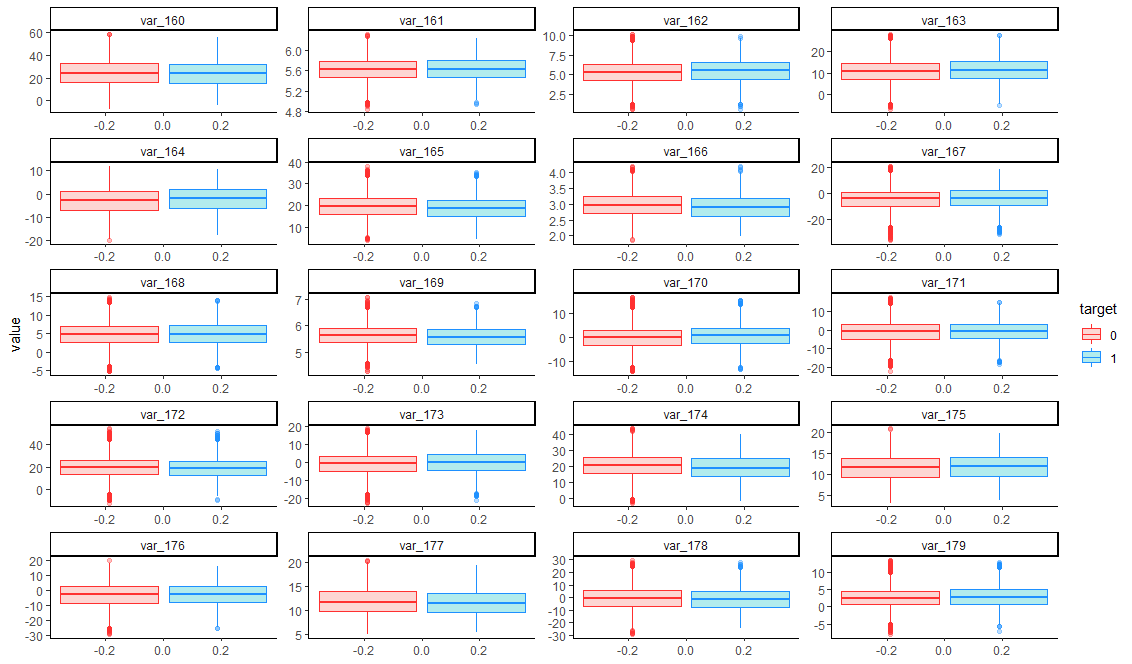 var_160 var_161 var_162 var_163
60 40 20 0
6.0 5.6 5.2 4.8
10.0 7.5 5.0 2.5
20 10 0
-0.2 0.0 0.2 -0.2 0.0 0.2 -0.2 0.0 0.2 -0.2 0.0 0.2
var_164 var_165 var_166 var_167
10 0 -10 -20
40 30 20 10
4.0 3.5 3.0 2.5 2.0
20 0 -20
-0.2 0.0 0.2 -0.2 0.0 0.2 -0.2 0.0 0.2 -0.2 0.0 0.2
var_168 var_169 var_170 var_171
15 10 5 0 -5
7 6 5
10 0 -10
10 0 -10 -20
-0.2 0.0 0.2 -0.2 0.0 0.2 -0.2 0.0 0.2 -0.2 0.0 0.2
value
target
0
1
var_172 var_173 var_174 var_175
40 20 0
20 10 0 -10 -20
40 30 20 10 0
20 15 10 5
-0.2 0.0 0.2 -0.2 0.0 0.2 -0.2 0.0 0.2 -0.2 0.0 0.2
var_176 var_177 var_178 var_179
20 10 0 -10 -20 -30
20 15 10 5
30 20 10 0 -10 -20 -30
10 5 0 -5
-0.2 0.0 0.2 -0.2 0.0 0.2 -0.2 0.0 0.2 -0.2 0.0 0.2